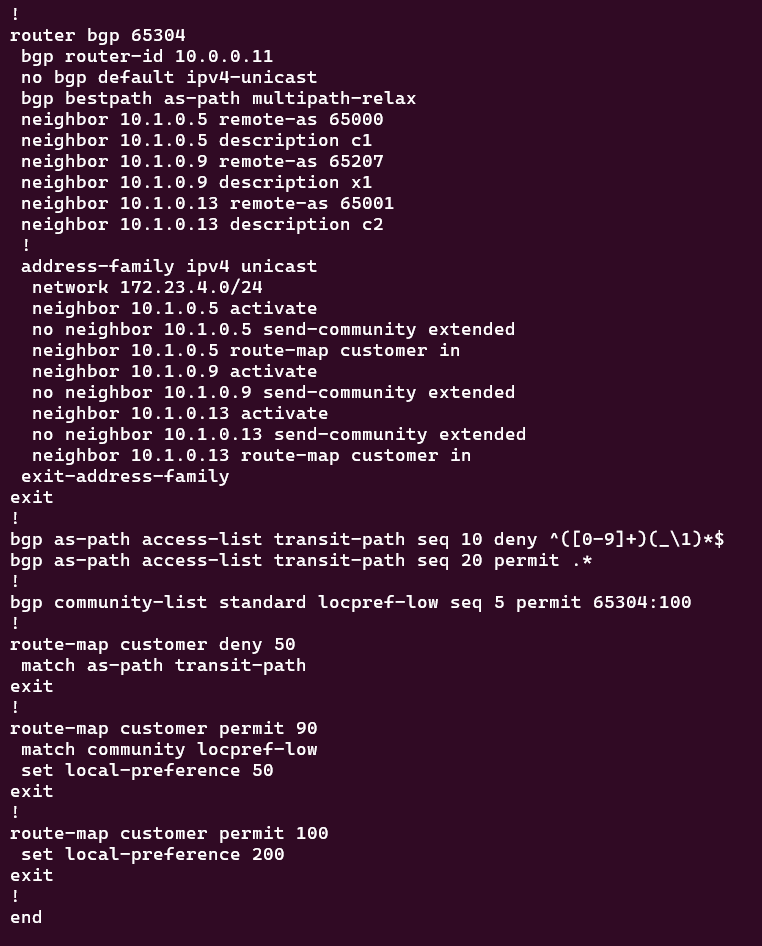 !
router bgp 65304
 bgp router-id 10.0.0.11
 no bgp default ipv4-unicast
 bgp bestpath as-path multipath-relax
 neighbor 10.1.0.5 remote-as 65000
 neighbor 10.1.0.5 description c1
 neighbor 10.1.0.9 remote-as 65207
 neighbor 10.1.0.9 description x1
 neighbor 10.1.0.13 remote-as 65001
 neighbor 10.1.0.13 description c2
 !
 address-family ipv4 unicast
  network 172.23.4.0/24
  neighbor 10.1.0.5 activate
  no neighbor 10.1.0.5 send-community extended
  neighbor 10.1.0.5 route-map customer in
  neighbor 10.1.0.9 activate
  no neighbor 10.1.0.9 send-community extended
  neighbor 10.1.0.13 activate
  no neighbor 10.1.0.13 send-community extended
  neighbor 10.1.0.13 route-map customer in
 exit-address-family
exit
!
bgp as-path access-list transit-path seq 10 deny ^([0-9]+)(_\1)*$
bgp as-path access-list transit-path seq 20 permit .*
!
bgp community-list standard locpref-low seq 5 permit 65304:100
!
route-map customer deny 50
 match as-path transit-path
exit
!
route-map customer permit 90
 match community locpref-low
 set local-preference 50
exit
!
route-map customer permit 100
 set local-preference 200
exit
!
end